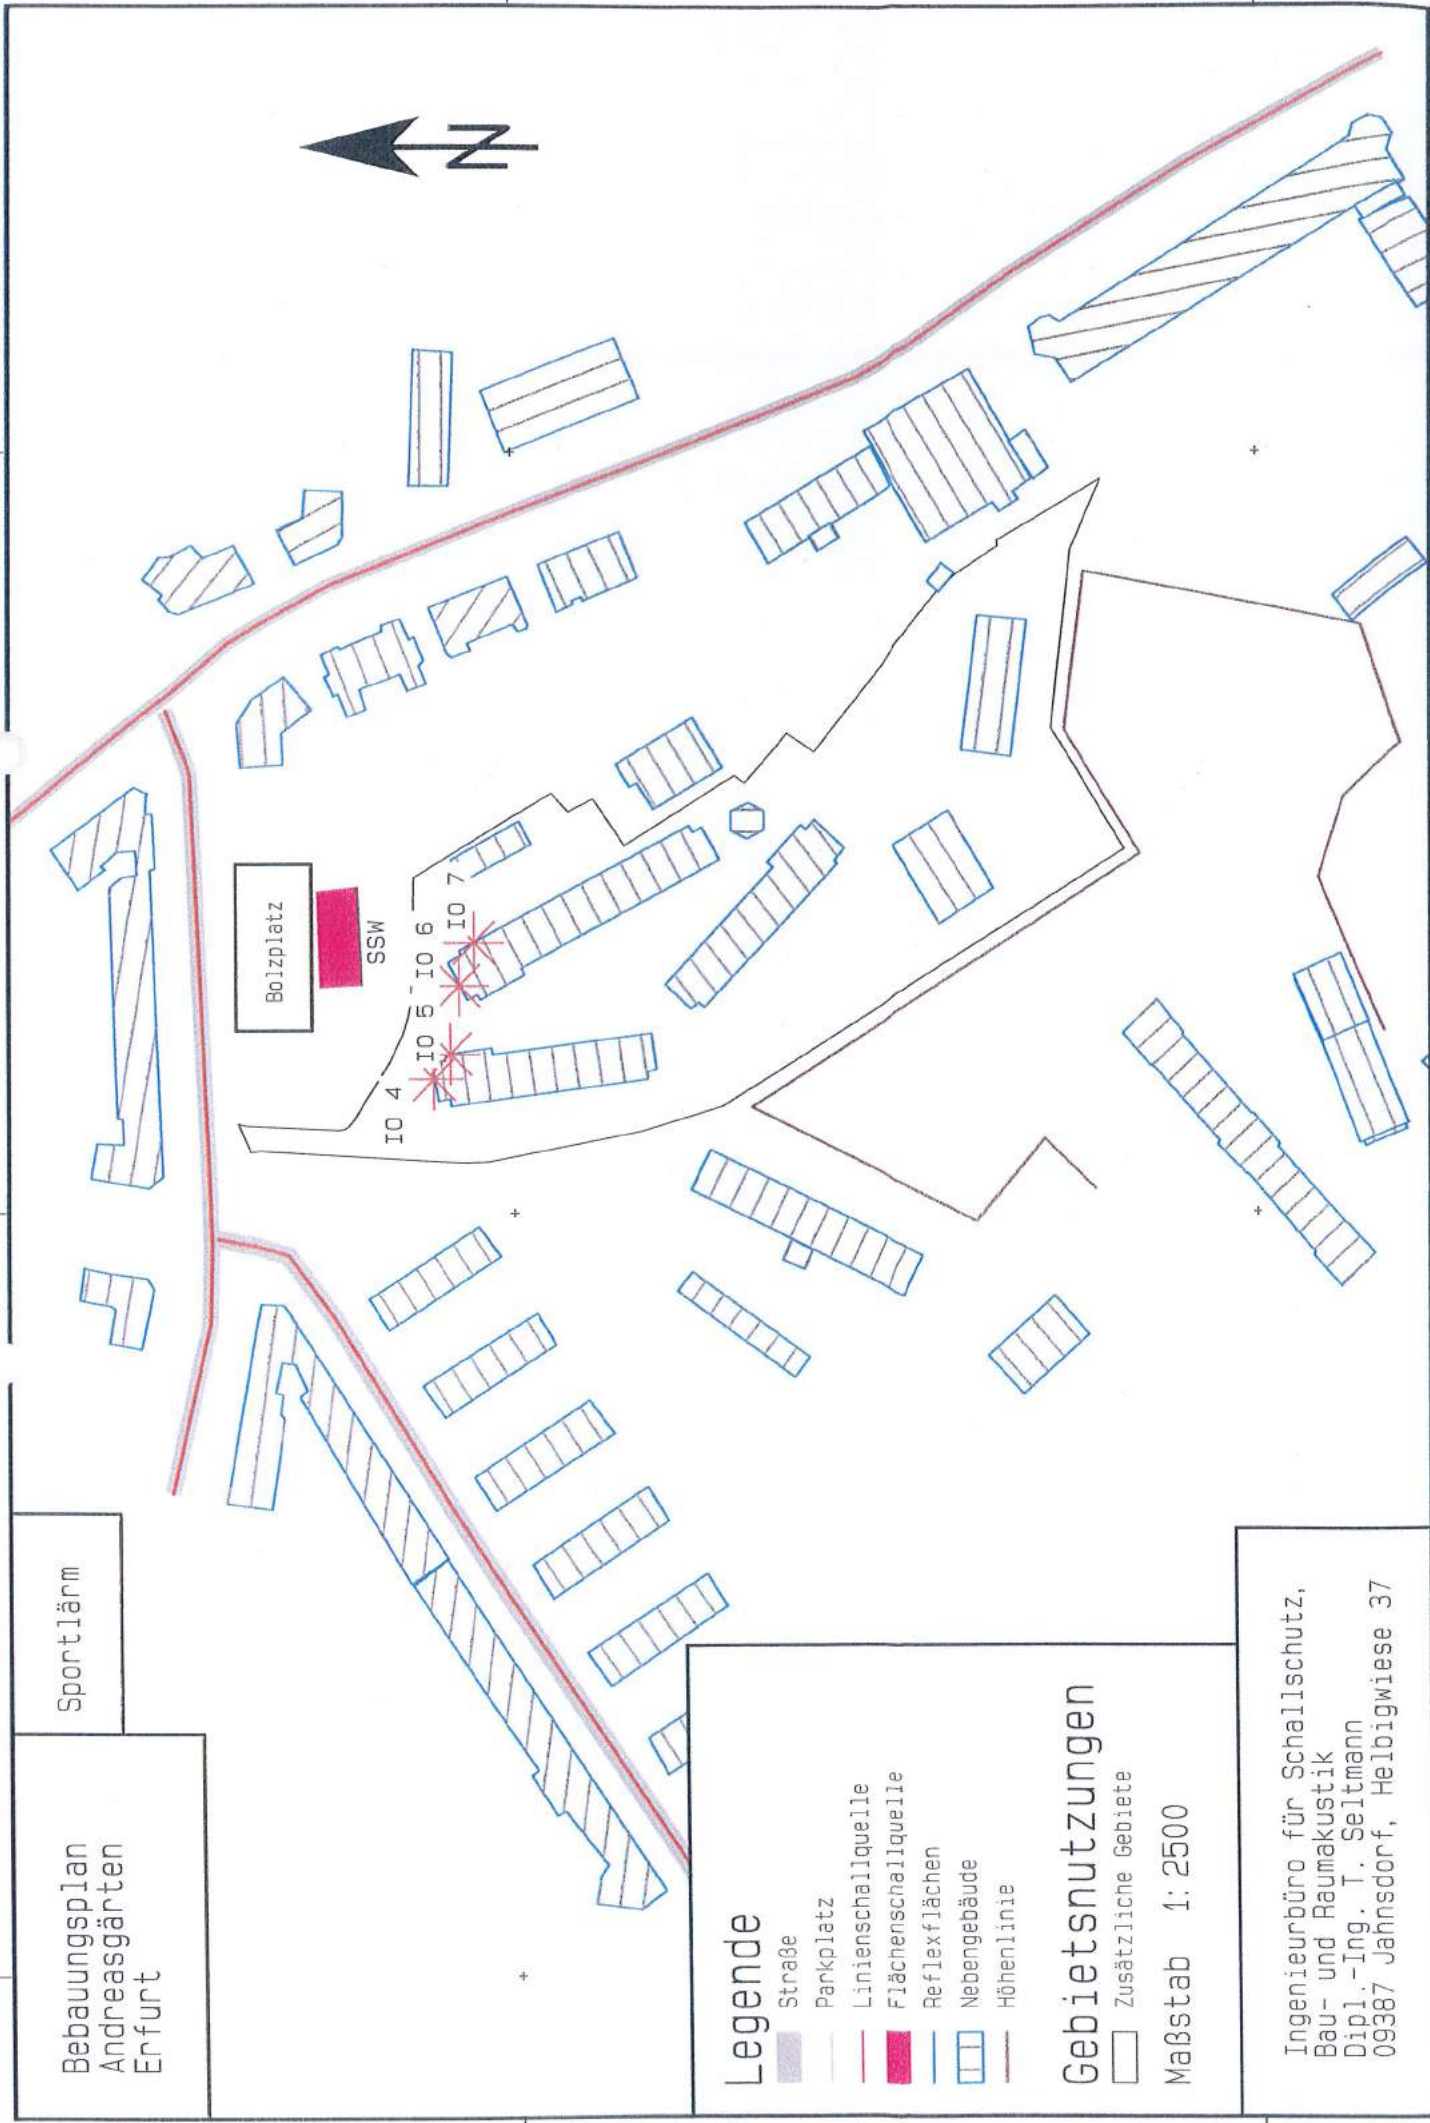 Bebauungsplan
Andreasgärten
Erfurt
Sportlärm
Bolzplatz
SSW
IO 4
IO 5
IO 6
IO 7
N
Legende
Straße
Parkplatz
Linienschallquelle
Flächenschallquelle
Reflexflächen
Nebengebäude
Höhenlinie
Gebietsnutzungen
Zusätzliche Gebiete
Maßstab 1: 2500
Ingenieurbüro für Schallschutz,
Bau- und Raumakustik
Dipl.-Ing. T. Seltmann
09387 Jahnsdorf, Helbigwiese 37